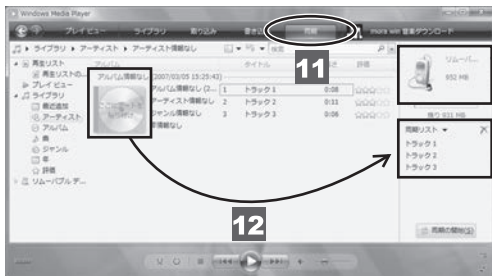 Windows Media Player
プレイ ビュー ライブラリ 取り込み 書き込み 同期 mora win 音楽ダウンロード
ライブラリ ▶ アーティスト ▶ アーティスト情報なし 検索
11
再生リスト
再生リストの...
プレイ ビュー
ライブラリ
最近追加
アーティスト
アルバム
曲
ジャンル
年
評価
リムーバブル デ...
アルバム タイトル 長さ 評価
アルバム情報なし (2007/03/05 15:25:42)
アルバム情報なし (2... 1 トラック 1 0:08
アーティスト情報なし 2 トラック 2 0:11
ジャンル情報なし 3 トラック 3 0:06
情報なし
リムーバ...
952 MB
残り 931 MB
同期リスト ▼
トラック 1
トラック 2
トラック 3
12
同期の開始(S)